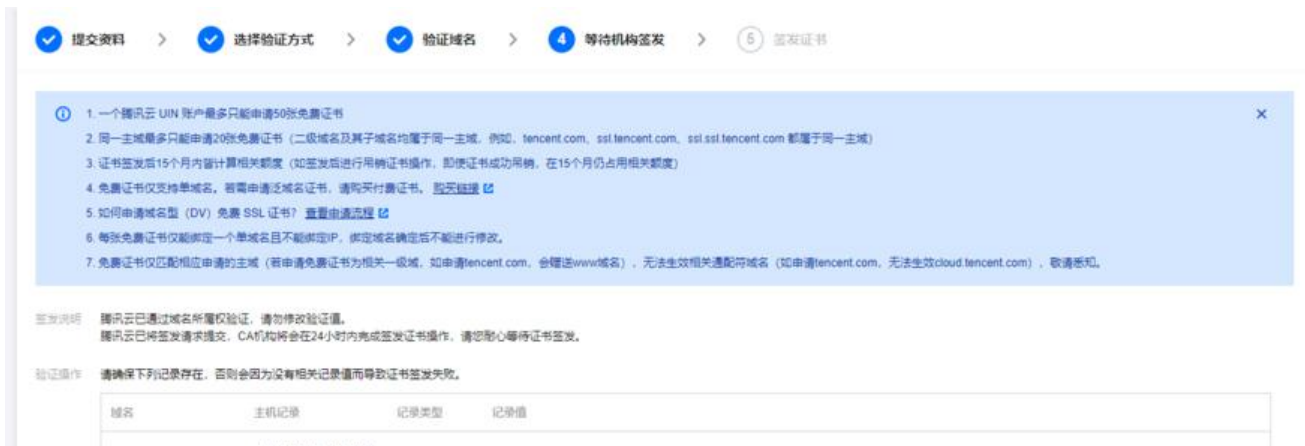 提交资料 > 选择验证方式 > 验证域名 > 4 等待机构签发 > 5 签发证书
1. 一个腾讯云 UIN 账户最多只能申请50张免费证书
2. 同一主域最多只能申请20张免费证书（二级域名及其子域名均属于同一主域，例如，tencent.com，ssl.tencent.com，ssl.ssl.tencent.com 都属于同一主域）
3. 证书签发后15个月内皆计算相关额度（如签发后进行吊销证书操作，即使证书成功吊销，在15个月仍占用相关额度）
4. 免费证书仅支持单域名。若需申请泛域名证书，请购买付费证书。 购买链接
5. 如何申请域名型（DV）免费 SSL 证书？ 查看申请流程
6. 每张免费证书仅能绑定一个单域名且不能绑定IP，绑定域名确定后不能进行修改。
7. 免费证书仅匹配相应申请的主域（若申请免费证书为相关一级域，如申请tencent.com，会赠送www域名），无法生效相关通配符域名（如申请tencent.com，无法生效cloud.tencent.com），敬请悉知。
签发说明 腾讯云已通过域名所属权验证，请勿修改验证值。
腾讯云已将签发请求提交，CA机构将会在24小时内完成签发证书操作，请您耐心等待证书签发。
验证操作 请确保下列记录存在，否则会因为没有相关记录值而导致证书签发失败。
域名 主机记录 记录类型 记录值